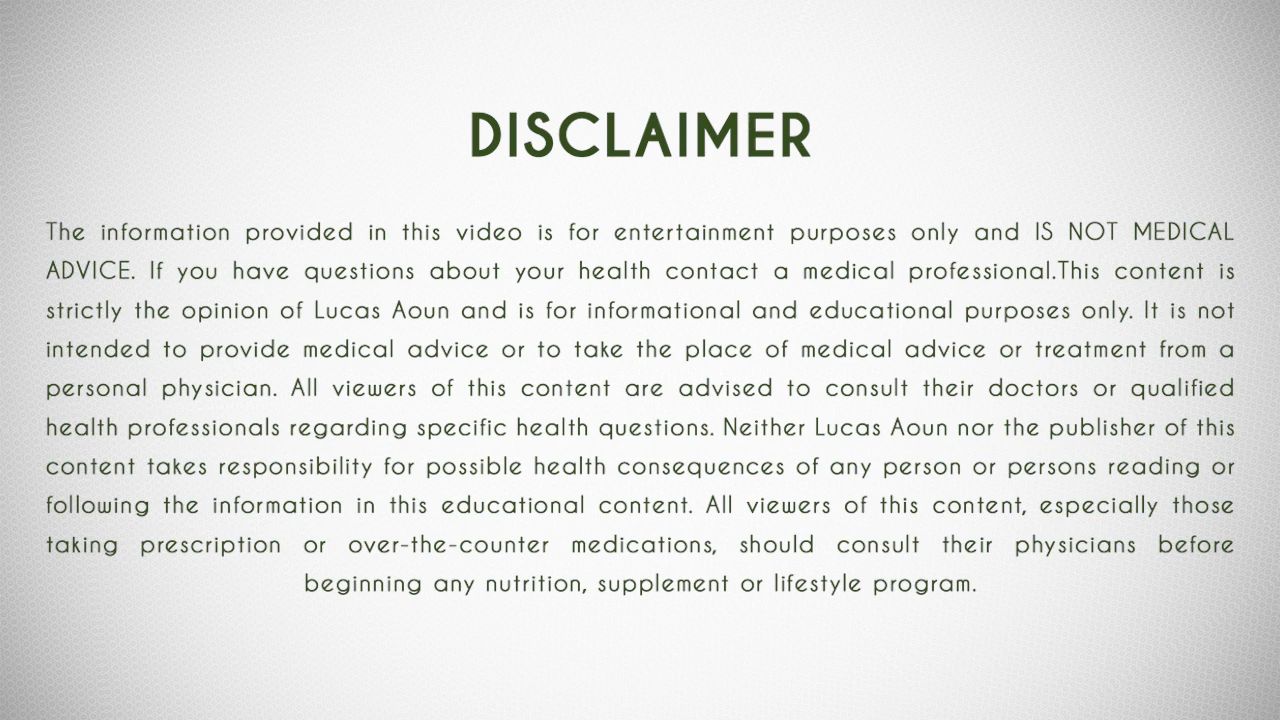 DISCLAIMER
The information provided in this video is for entertainment purposes only and IS NOT MEDICAL
ADVICE. If you have questions about your health contact a medical professional.This content is
strictly the opinion of Lucas Aoun and is for informational and educational purposes only. It is not
intended to provide medical advice or to take the place of medical advice or treatment from a
personal physician. All viewers of this content are advised to consult their doctors or qualified
health professionals regarding specific health questions. Neither Lucas Aoun nor the publisher of this
content takes responsibility for possible health consequences of any person or persons reading or
following the information in this educational content. All viewers of this content, especially those
taking prescription or over-the-counter medications, should consult their physicians before
beginning any nutrition, supplement or lifestyle program.